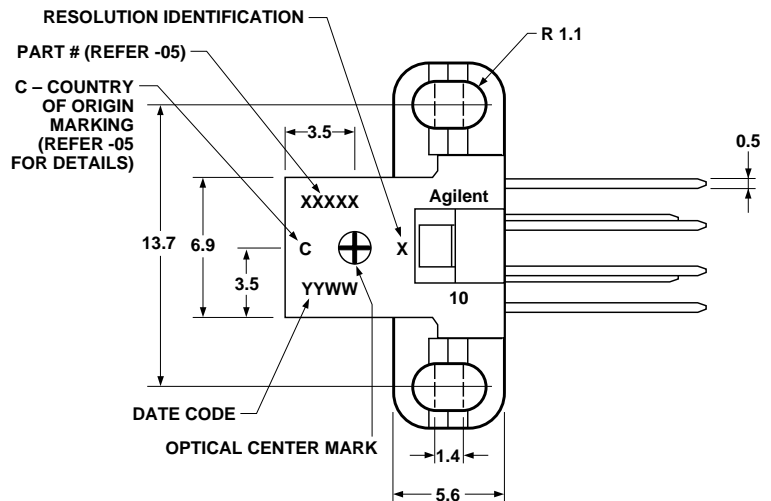 RESOLUTION IDENTIFICATION
R 1.1
PART # (REFER -05)
C – COUNTRY
OF ORIGIN
MARKING
(REFER -05
FOR DETAILS)
3.5
0.5
Agilent
XXXXX
13.7
6.9
C
X
3.5
YYWW
10
DATE CODE
OPTICAL CENTER MARK
1.4
5.6